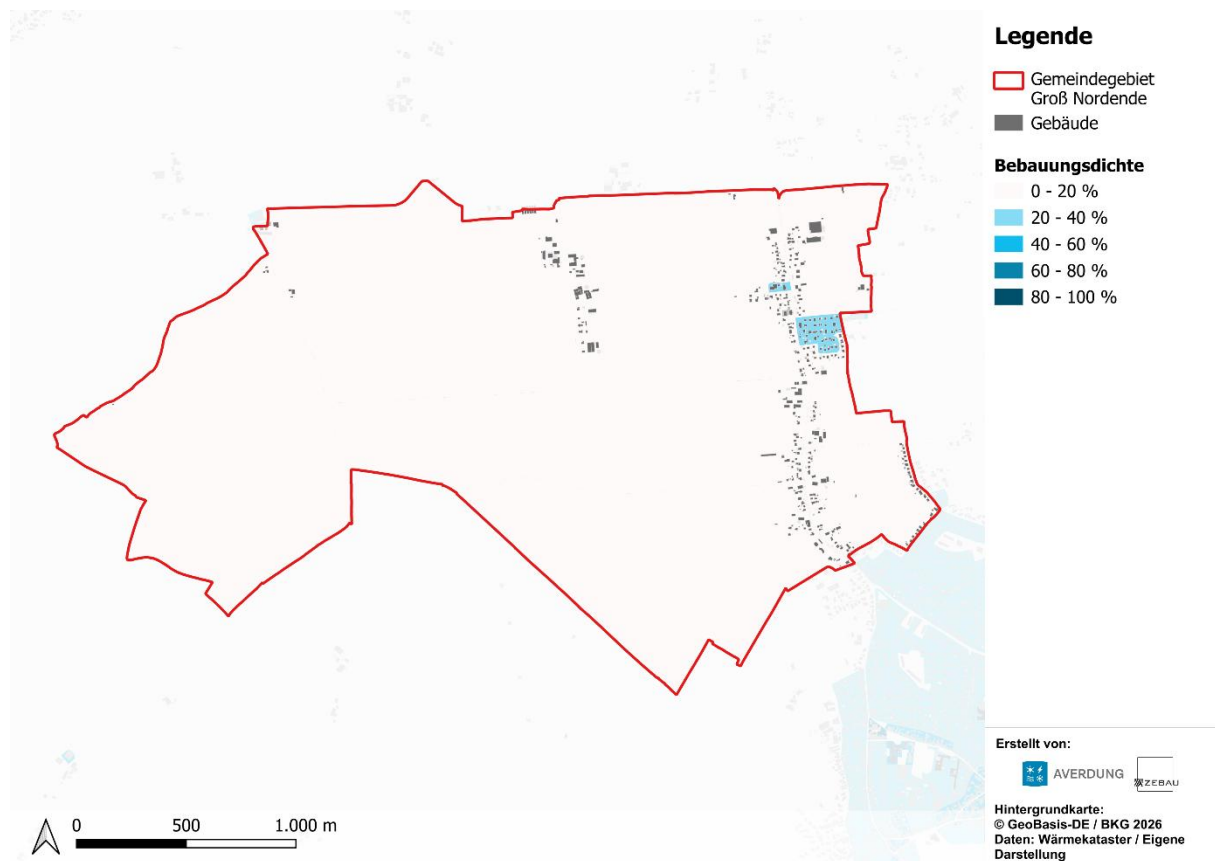 Legende
Gemeindegebiet
Groß Nordende
Gebäude
Bebauungsdichte
0 - 20 %
20 - 40 %
40 - 60 %
60 - 80 %
80 - 100 %
Erstellt von:
AVERDUNG
ZEBAU
Hintergrundkarte:
© GeoBasis-DE / BKG 2026
Daten: Wärmekataster / Eigene
Darstellung
0 500 1.000 m